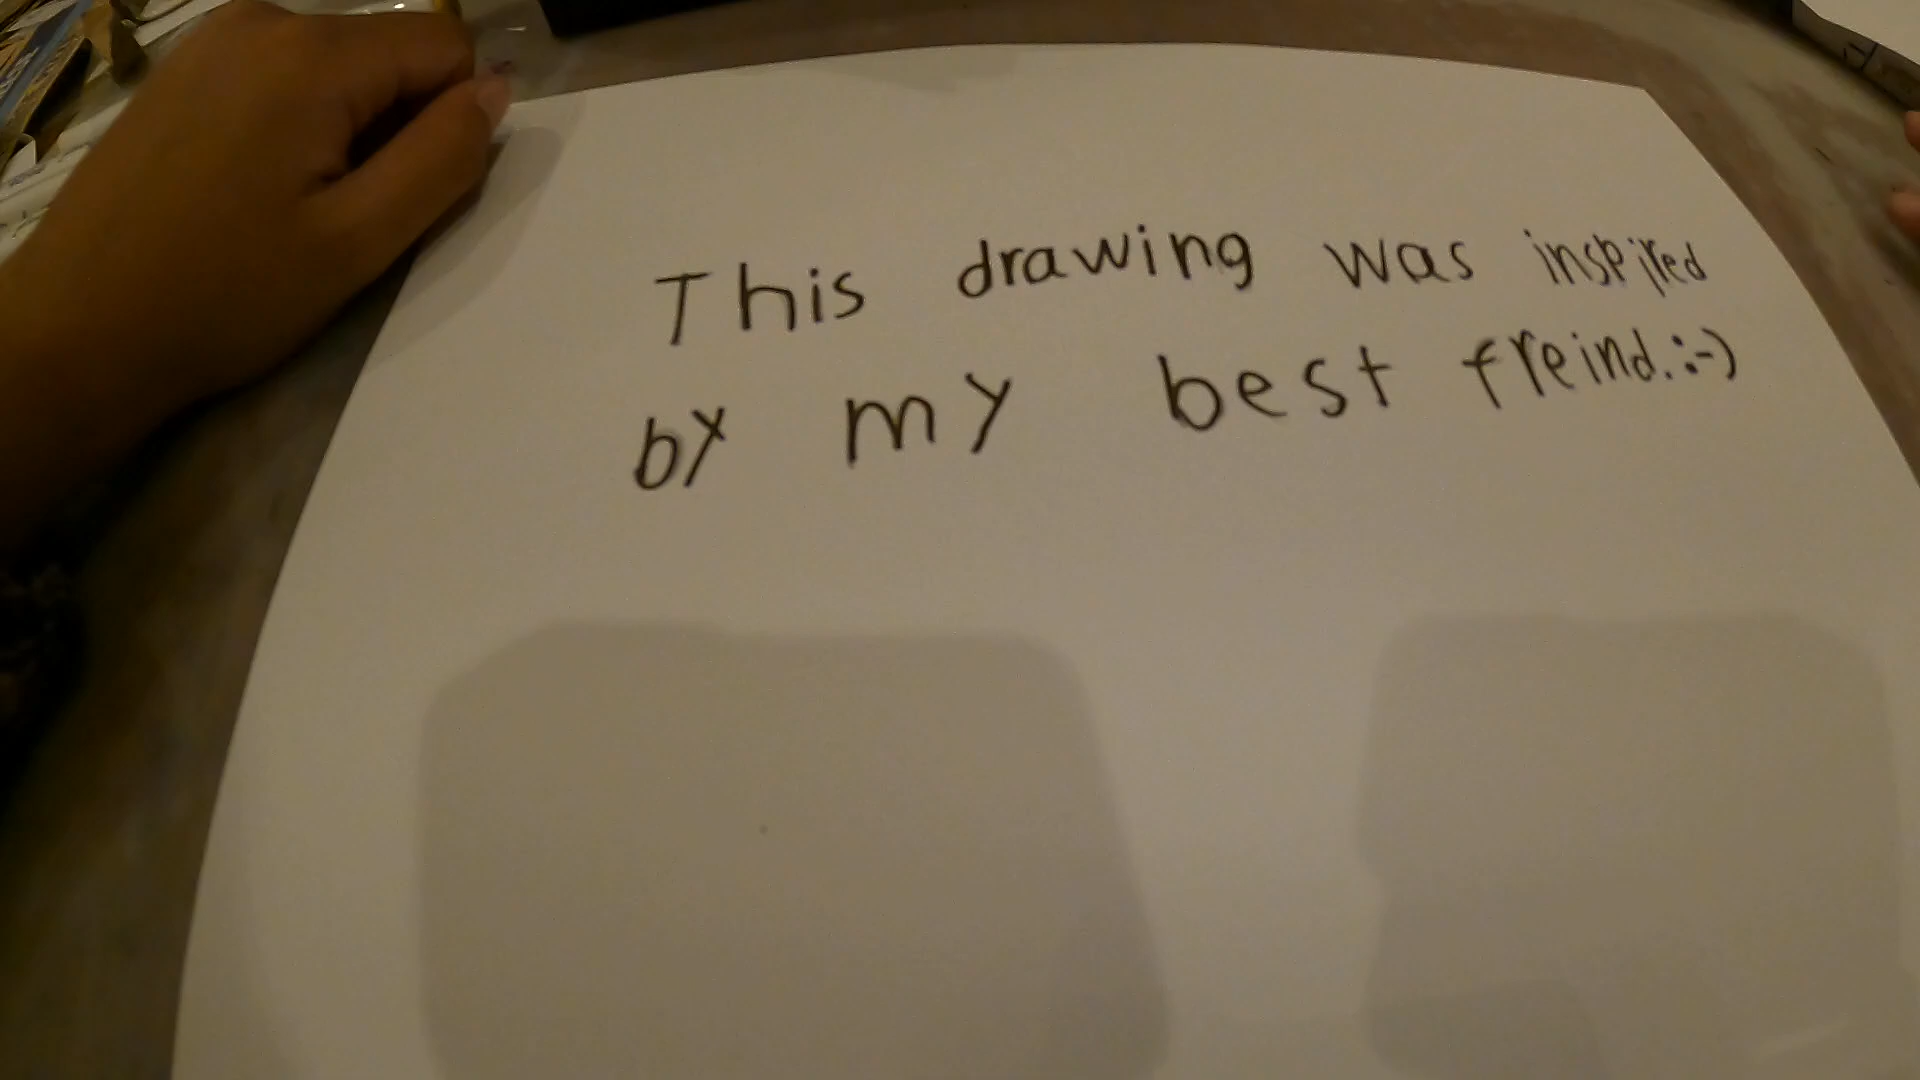 This drawing was inspired
by my best freind. :-)